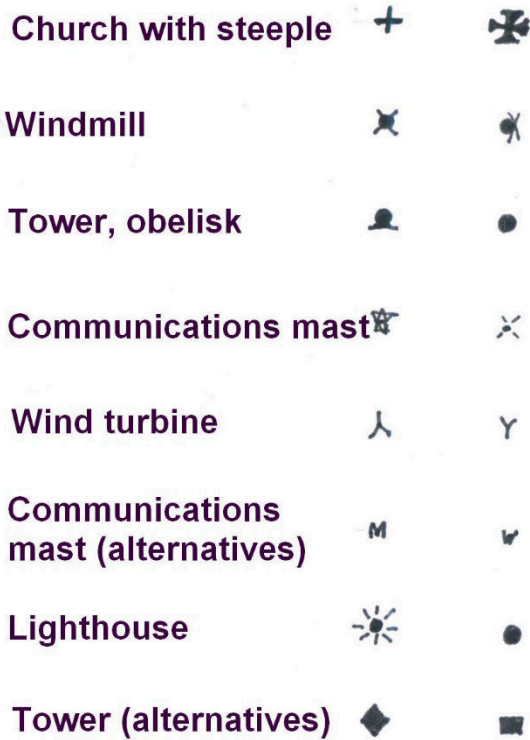 Church with steeple
Windmill
Tower, obelisk
Communications mast
Wind turbine
Communications
mast (alternatives)
M W
Lighthouse
Tower (alternatives)